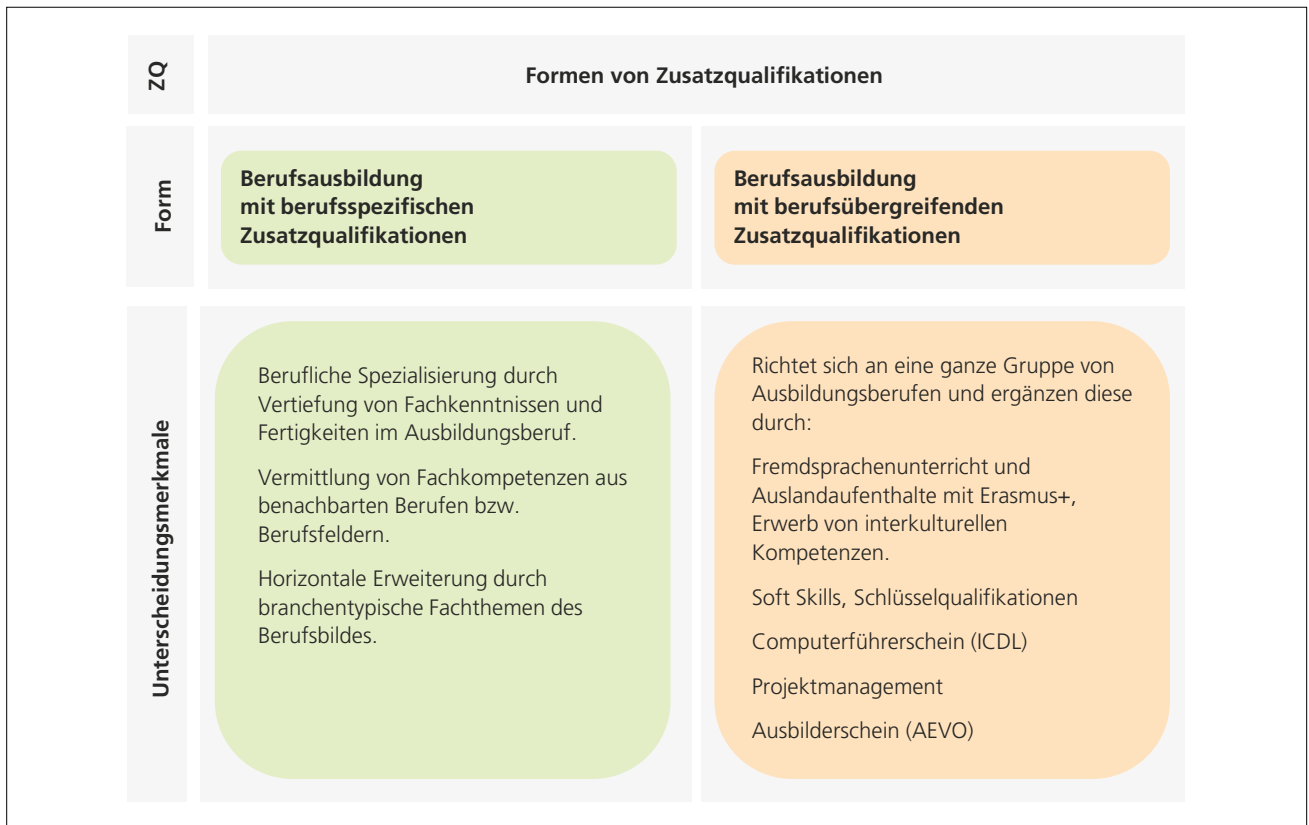 ZQ
Formen von Zusatzqualifikationen
Form
Berufsausbildung
mit berufsspezifischen
Zusatzqualifikationen
Berufsausbildung
mit berufsübergreifenden
Zusatzqualifikationen
Unterscheidungsmerkmale
Berufliche Spezialisierung durch
Vertiefung von Fachkenntnissen und
Fertigkeiten im Ausbildungsberuf.
Vermittlung von Fachkompetenzen aus
benachbarten Berufen bzw.
Berufsfeldern.
Horizontale Erweiterung durch
branchentypische Fachthemen des
Berufsbildes.
Richtet sich an eine ganze Gruppe von
Ausbildungsberufen und ergänzen diese
durch:
Fremdsprachenunterricht und
Auslandaufenthalte mit Erasmus+,
Erwerb von interkulturellen
Kompetenzen.
Soft Skills, Schlüsselqualifikationen
Computerführerschein (ICDL)
Projektmanagement
Ausbilderschein (AEVO)